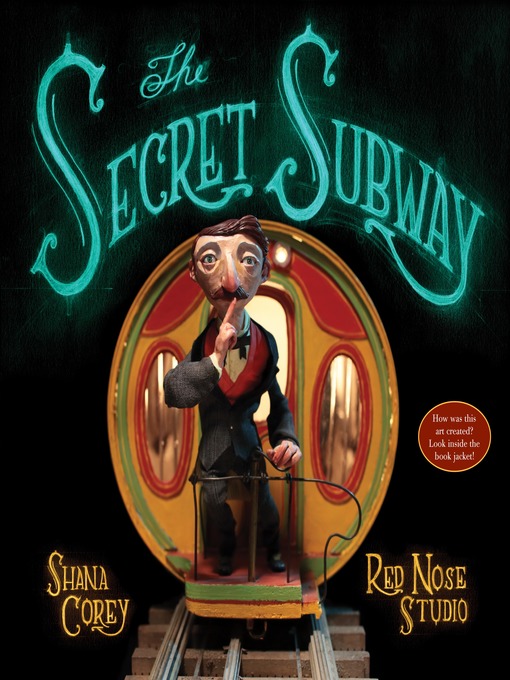 The
SECRET SUBWAY
How was this
art created?
Look inside the
book jacket!
SHANA
COREY
RED NOSE
STUDIO